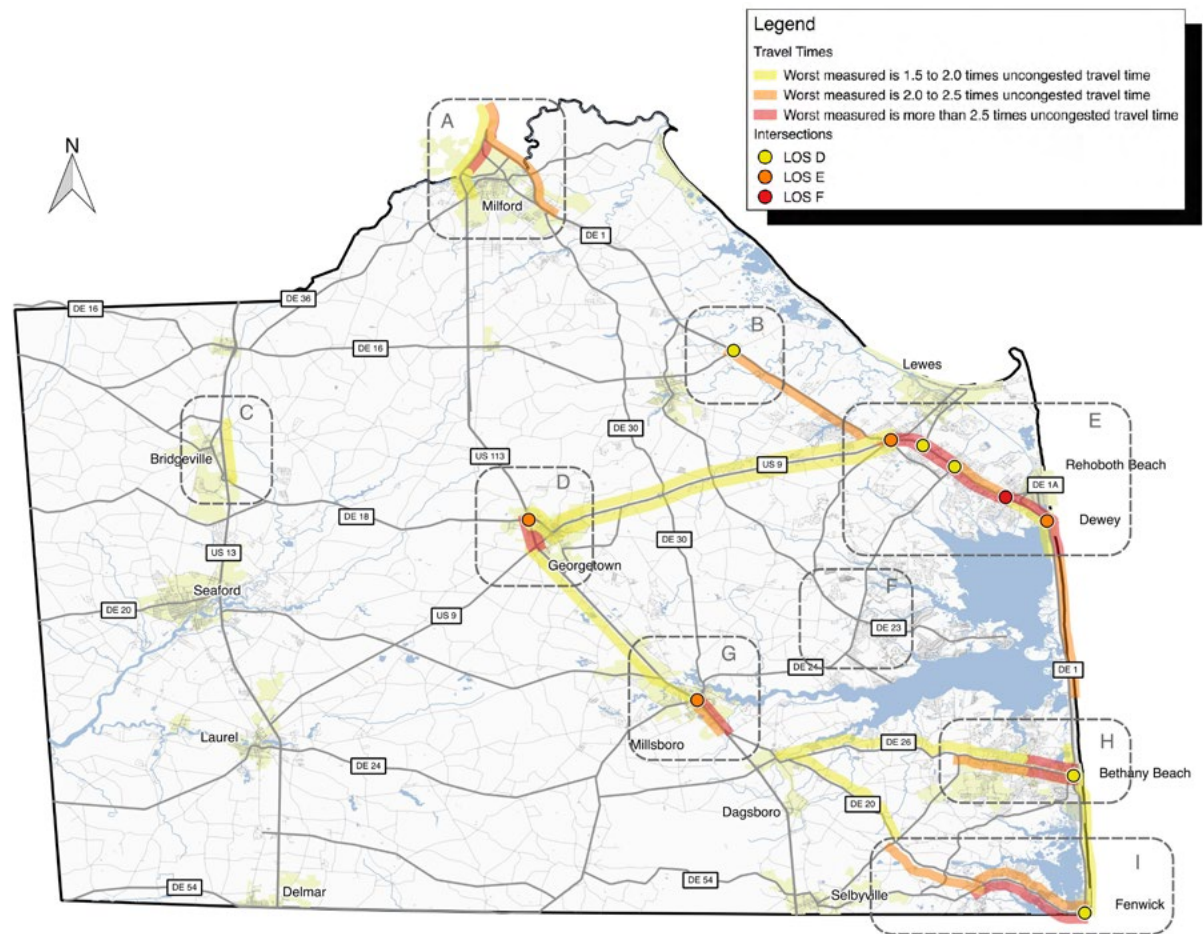 Legend
Travel Times
Worst measured is 1.5 to 2.0 times uncongested travel time
Worst measured is 2.0 to 2.5 times uncongested travel time
Worst measured is more than 2.5 times uncongested travel time
Intersections
LOS D
LOS E
LOS F
N
A
Milford
DE 1
DE 36
DE 16
DE 16
B
Lewes
C
Bridgeville
DE 30
E
US 113
US 9
Rehoboth Beach
DE 1A
D
DE 18
Dewey
US 13
DE 30
Georgetown
Seaford
F
DE 20
US 9
DE 23
G
DE 24
DE 1
H
Laurel
Millsboro
DE 26
DE 24
Bethany Beach
DE 20
Dagsboro
I
DE 54
DE 54
Delmar
Selbyville
Fenwick